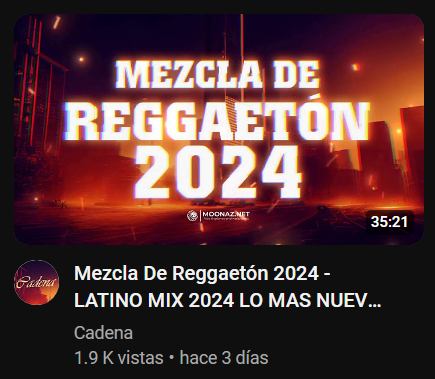 MEZCLA DE
REGGAETÓN
2024
MOONAZ.NET
35:21
Cadena
Mezcla De Reggaetón 2024 -
LATINO MIX 2024 LO MAS NUEV...
Cadena
1.9 K vistas • hace 3 días